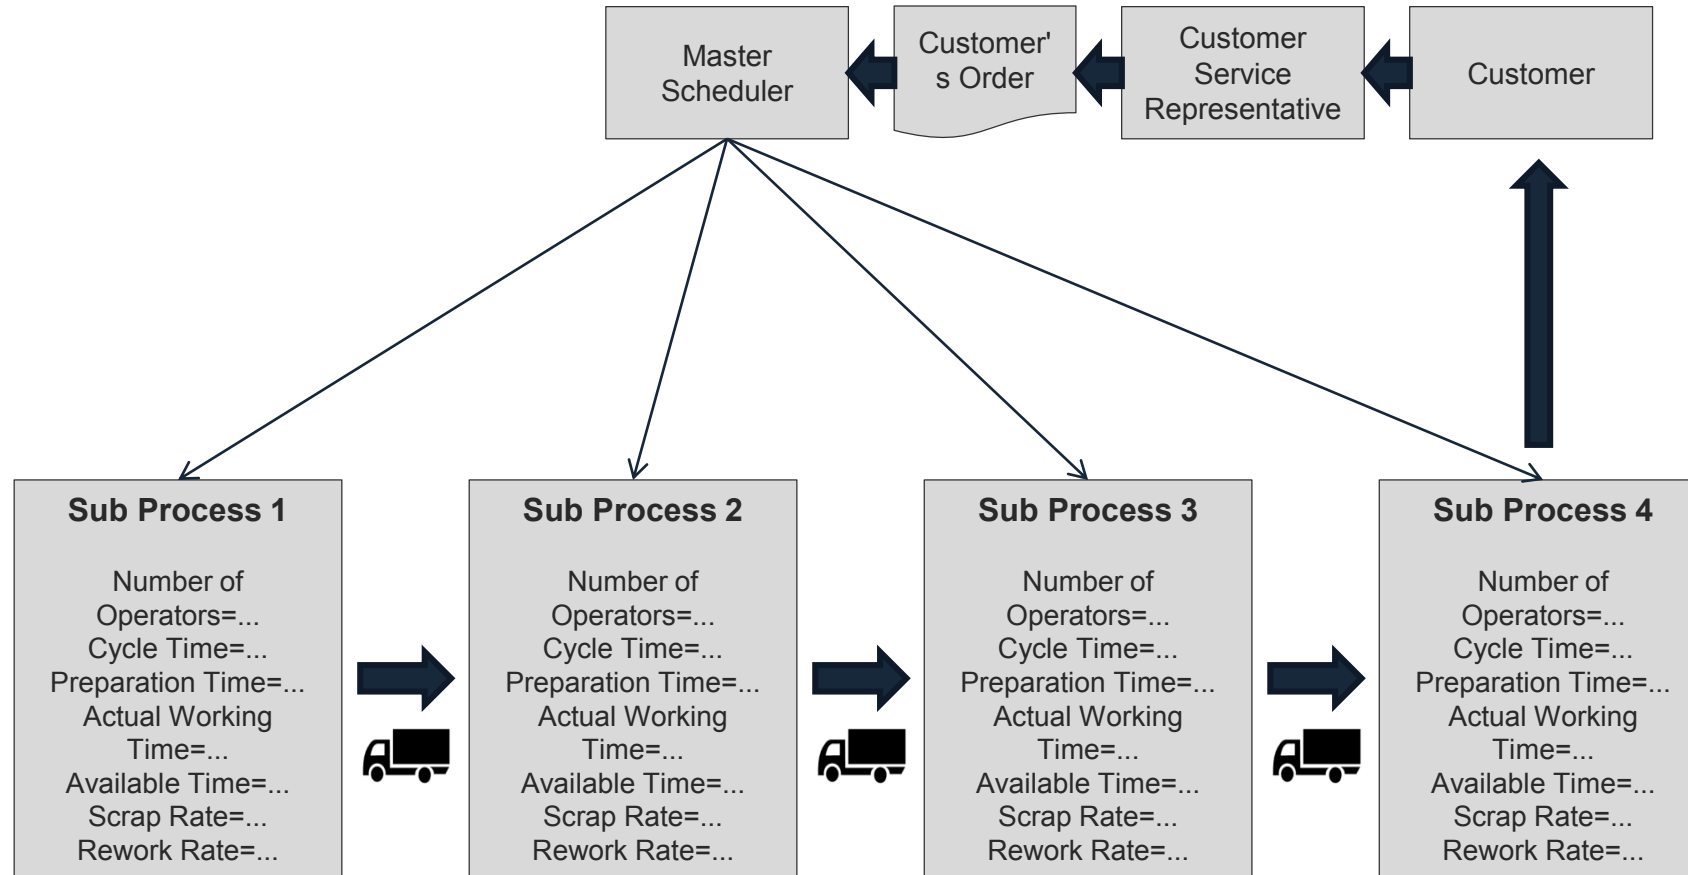 Master
Scheduler
Customer'
s Order
Customer
Service
Representative
Customer
Sub Process 1
Number of
Operators=...
Cycle Time=...
Preparation Time=...
Actual Working
Time=...
Available Time=...
Scrap Rate=...
Rework Rate=...
Sub Process 2
Number of
Operators=...
Cycle Time=...
Preparation Time=...
Actual Working
Time=...
Available Time=...
Scrap Rate=...
Rework Rate=...
Sub Process 3
Number of
Operators=...
Cycle Time=...
Preparation Time=...
Actual Working
Time=...
Available Time=...
Scrap Rate=...
Rework Rate=...
Sub Process 4
Number of
Operators=...
Cycle Time=...
Preparation Time=...
Actual Working
Time=...
Available Time=...
Scrap Rate=...
Rework Rate=...